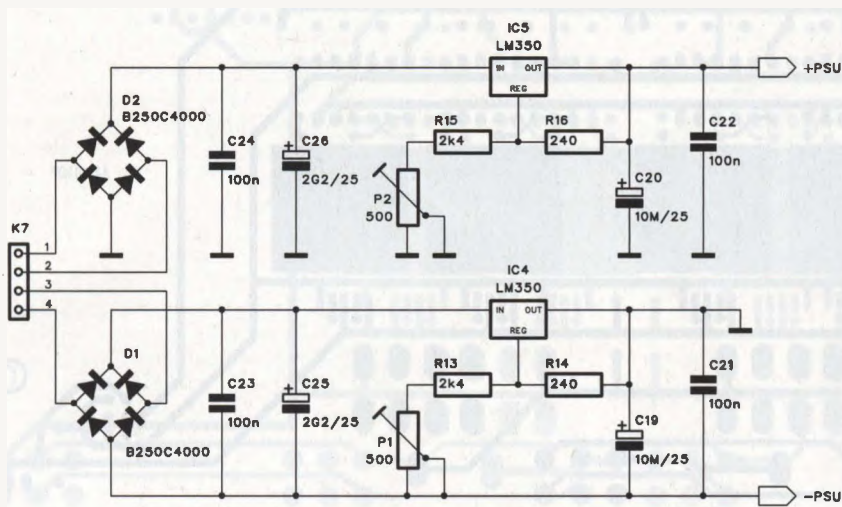 IC5
LM350
IN OUT
REG
+PSU
D2
B250C4000
R15
2k4
R16
240
C22
100n
C24
100n
C26
+
2G2/25
C20
+
10M/25
P2
500
K7
1
2
3
4
IC4
LM350
IN OUT
REG
D1
B250C4000
R13
2k4
R14
240
C21
100n
C23
100n
C25
+
2G2/25
C19
+
10M/25
P1
500
-PSU